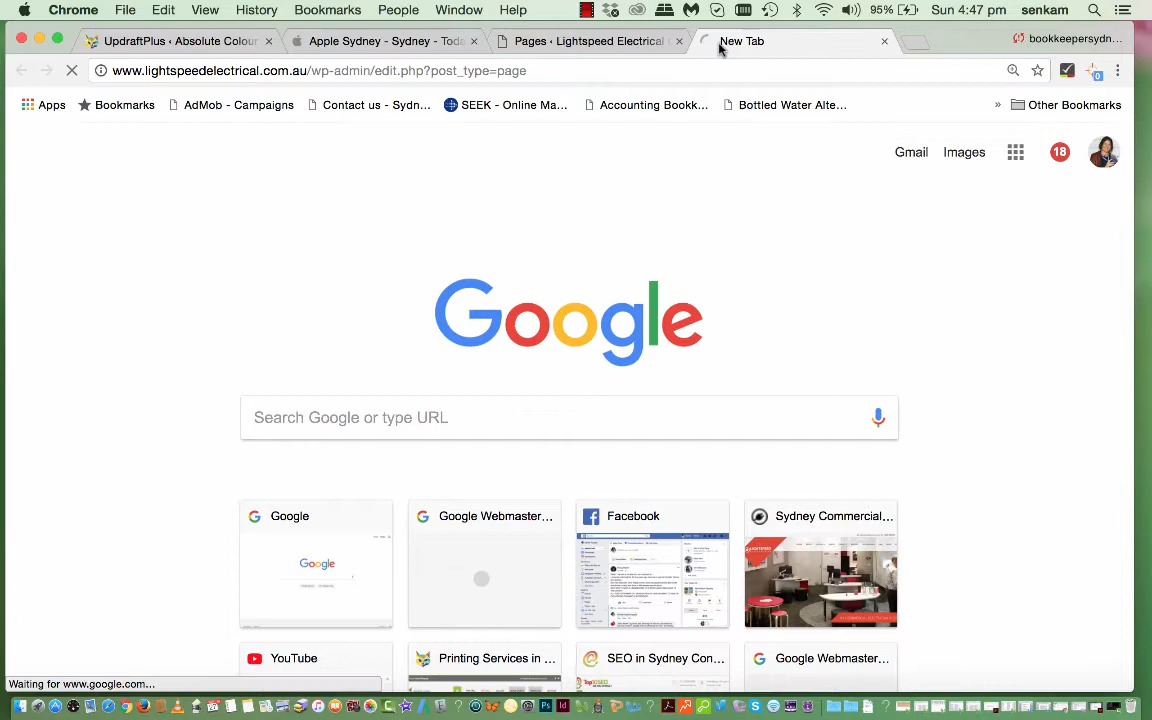 Chrome File Edit View History Bookmarks People Window Help 95% Sun 4:47 pm senkam
UpdraftPlus ‹ Absolute Colour Apple Sydney - Sydney - Toda Pages ‹ Lightspeed Electrical New Tab bookkeepersydn...
www.lightspeedelectrical.com.au/wp-admin/edit.php?post_type=page
Apps Bookmarks AdMob - Campaigns Contact us - Sydn... SEEK - Online Ma... Accounting Bookk... Bottled Water Alte... » Other Bookmarks
Gmail Images 18
Google
Search Google or type URL
Google Google Webmaster... Facebook Sydney Commercial...
YouTube Printing Services in ... SEO in Sydney Con... Google Webmaster...
Waiting for www.google.com...